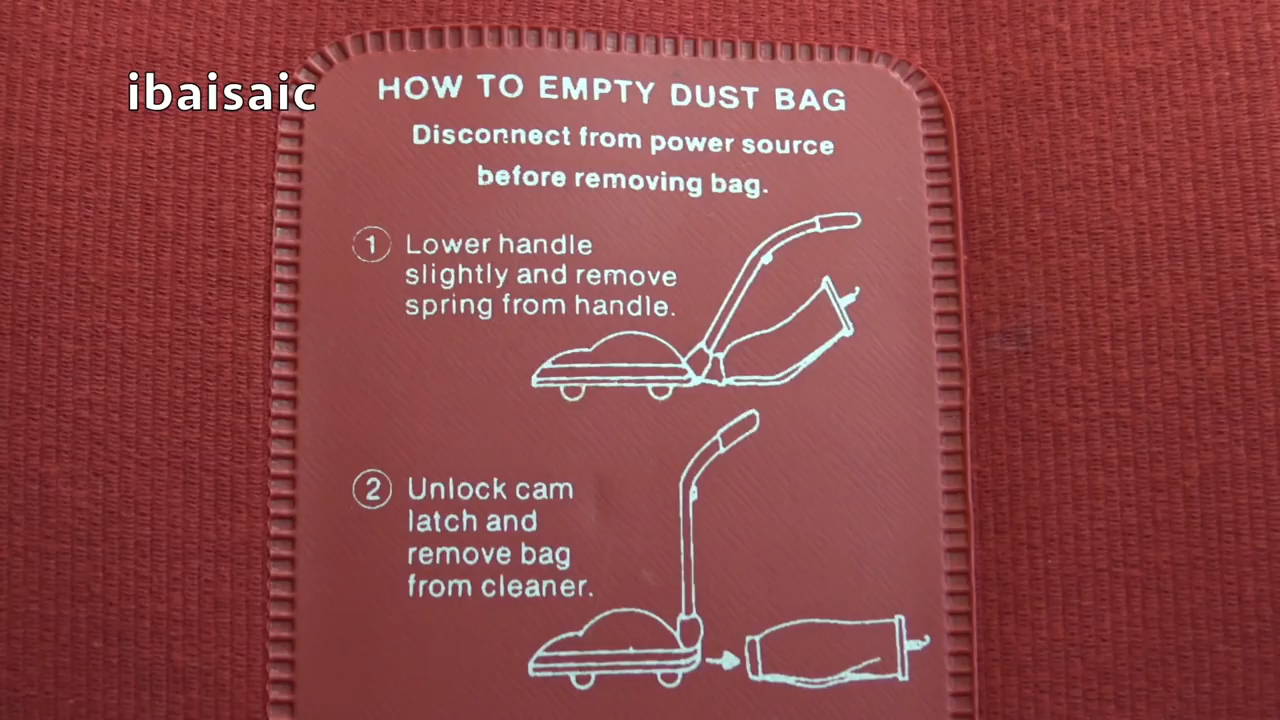 ibaisaic
HOW TO EMPTY DUST BAG
Disconnect from power source
before removing bag.
1 Lower handle
slightly and remove
spring from handle.
2 Unlock cam
latch and
remove bag
from cleaner.